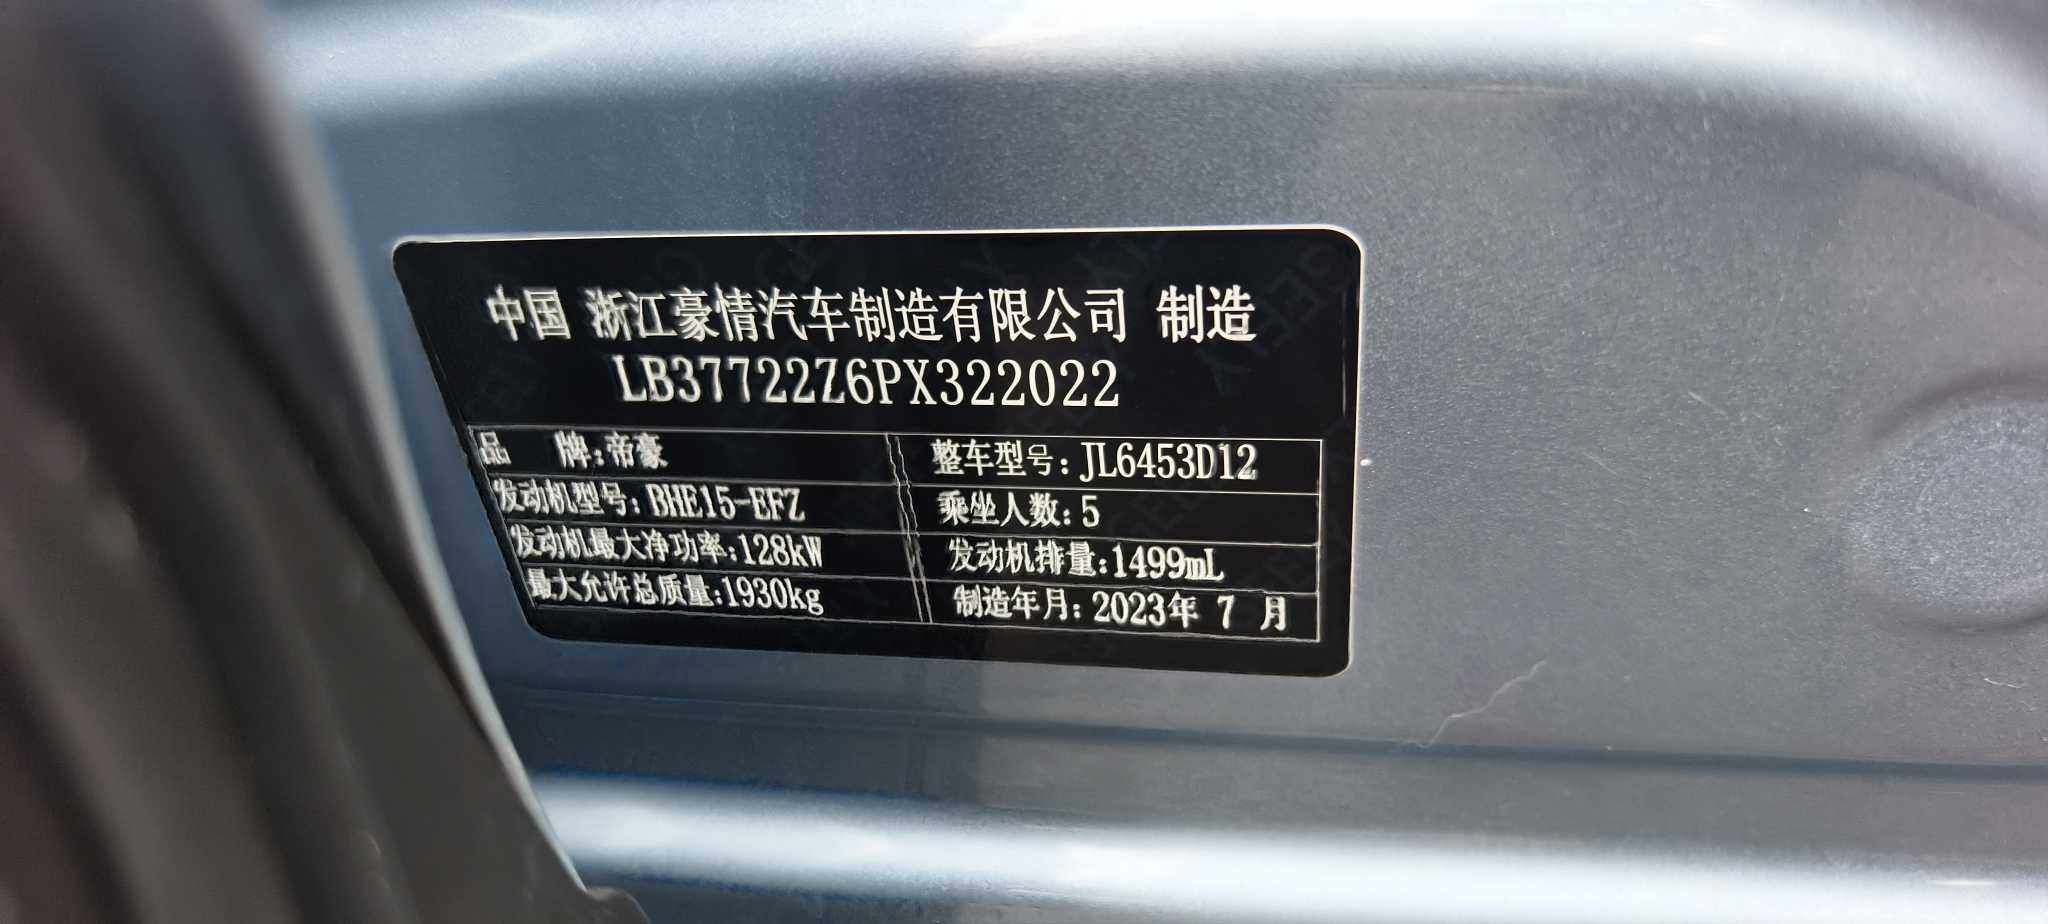 中国 浙江豪情汽车制造有限公司 制造
LB37722Z6PX322022
品 牌:帝豪 整车型号:JL6453D12
发动机型号:BHE15-EFZ 乘坐人数:5
发动机最大净功率:128kW 发动机排量:1499mL
最大允许总质量:1930kg 制造年月:2023年 7 月